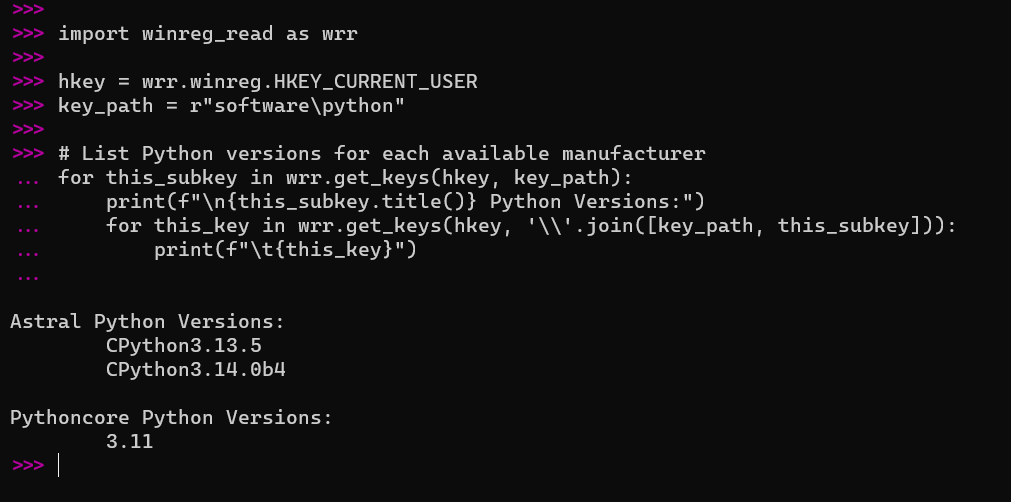 >>>
>>> import winreg_read as wrr
>>>
>>> hkey = wrr.winreg.HKEY_CURRENT_USER
>>> key_path = r"software\python"
>>>
>>> # List Python versions for each available manufacturer
... for this_subkey in wrr.get_keys(hkey, key_path):
...     print(f"\n{this_subkey.title()} Python Versions:")
...     for this_key in wrr.get_keys(hkey, '\\'.join([key_path, this_subkey])):
...         print(f"\t{this_key}")
...
Astral Python Versions:
        CPython3.13.5
        CPython3.14.0b4
Pythoncore Python Versions:
        3.11
>>>